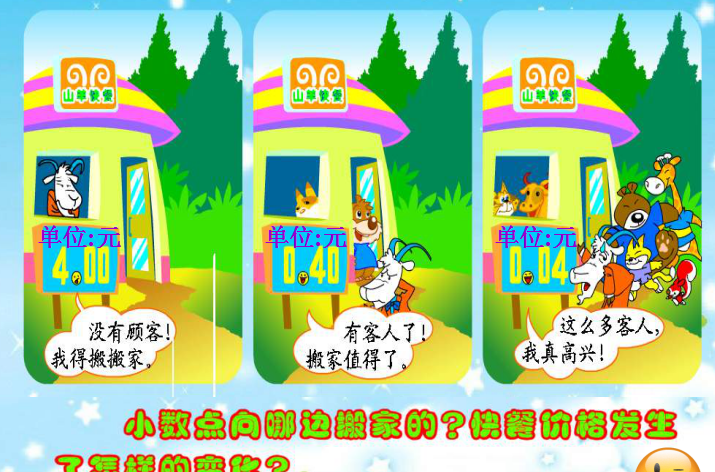 山羊快餐
单位:元
4.00
没有顾客!
我得搬搬家。
山羊快餐
单位:元
0.40
有客人了!
搬家值得了。
山羊快餐
单位:元
0.04
这么多客人,
我真高兴!
小数点向哪边搬家的?快餐价格发生
了怎样的变化?